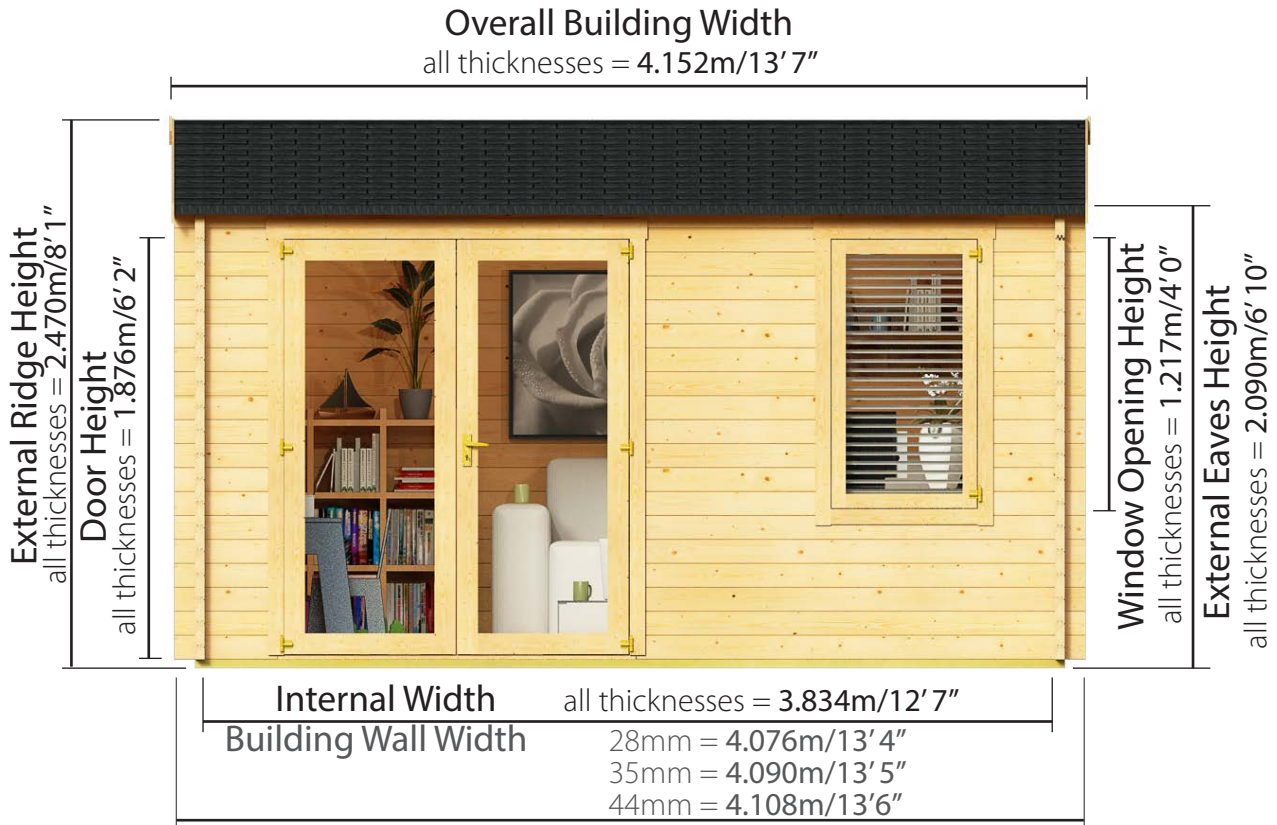 Overall Building Width
all thicknesses = 4.152m/13’ 7”
External Ridge Height
all thicknesses = 2.470m/8’ 1”
Door Height
all thicknesses = 1.876m/6’ 2”
Window Opening Height
all thicknesses = 1.217m/4’0”
External Eaves Height
all thicknesses = 2.090m/6’ 10”
Internal Width all thicknesses = 3.834m/12’ 7”
Building Wall Width 28mm = 4.076m/13’ 4”
35mm = 4.090m/13’ 5”
44mm = 4.108m/13’6”